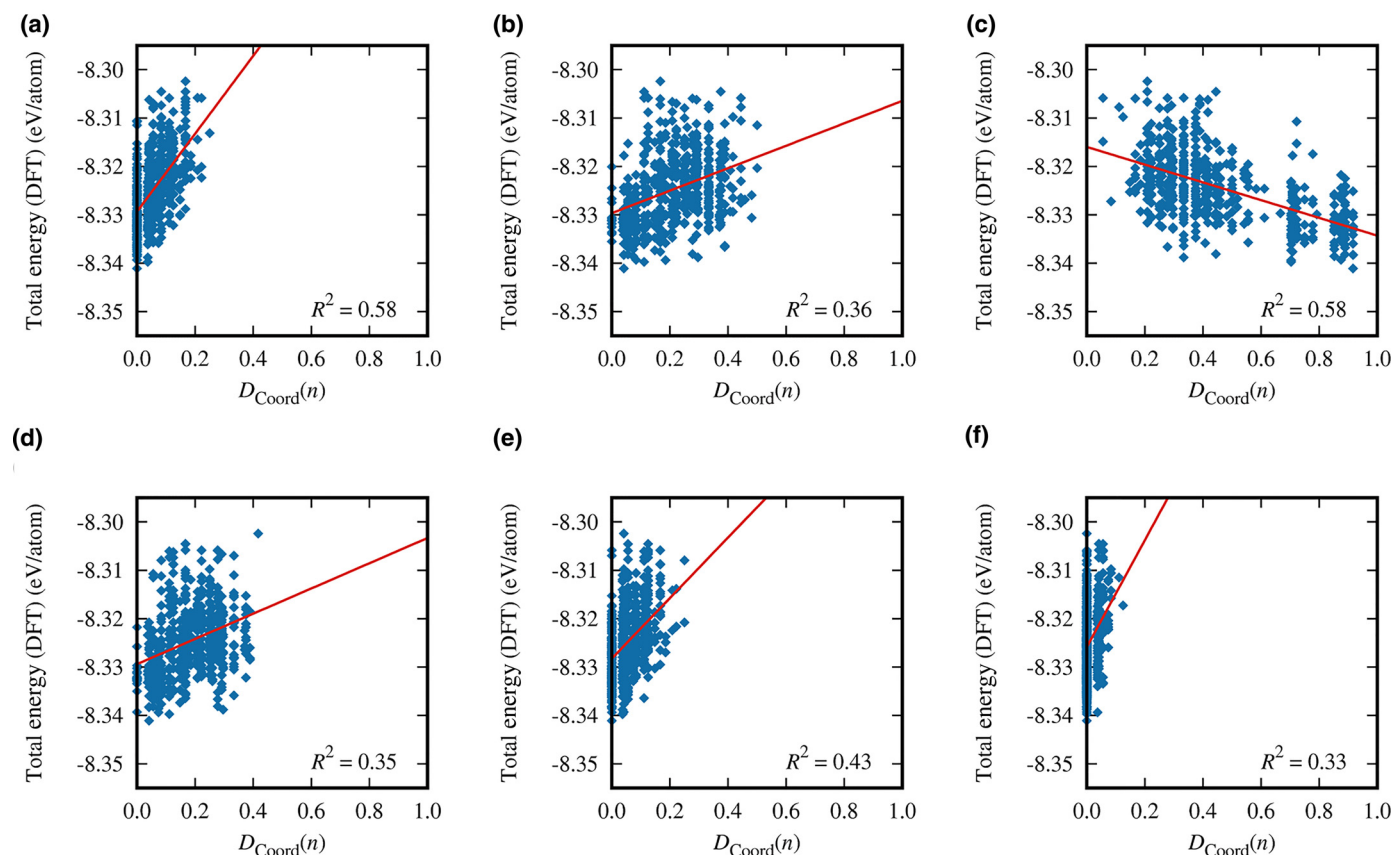 (a)
Total energy (DFT) (eV/atom)
-8.30
-8.31
-8.32
-8.33
-8.34
-8.35
R² = 0.58
0.0 0.2 0.4 0.6 0.8 1.0
D_Coord(n)
(b)
Total energy (DFT) (eV/atom)
-8.30
-8.31
-8.32
-8.33
-8.34
-8.35
R² = 0.36
0.0 0.2 0.4 0.6 0.8 1.0
D_Coord(n)
(c)
Total energy (DFT) (eV/atom)
-8.30
-8.31
-8.32
-8.33
-8.34
-8.35
R² = 0.58
0.0 0.2 0.4 0.6 0.8 1.0
D_Coord(n)
(d)
Total energy (DFT) (eV/atom)
-8.30
-8.31
-8.32
-8.33
-8.34
-8.35
R² = 0.35
0.0 0.2 0.4 0.6 0.8 1.0
D_Coord(n)
(e)
Total energy (DFT) (eV/atom)
-8.30
-8.31
-8.32
-8.33
-8.34
-8.35
R² = 0.43
0.0 0.2 0.4 0.6 0.8 1.0
D_Coord(n)
(f)
Total energy (DFT) (eV/atom)
-8.30
-8.31
-8.32
-8.33
-8.34
-8.35
R² = 0.33
0.0 0.2 0.4 0.6 0.8 1.0
D_Coord(n)